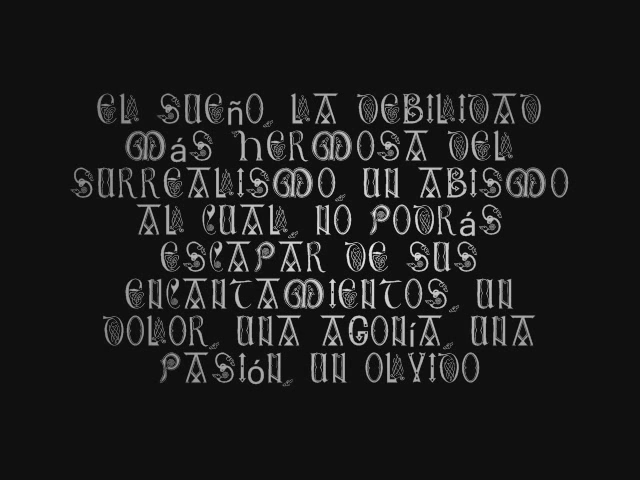 EL SUEÑO, LA DEBILIDAD
MÁS HERMOSA DEL
SURREALISMO, UN ABISMO
AL CUAL, NO PODRÁS
ESCAPAR DE SUS
ENCANTAMIENTOS, UN
DOLOR, UNA AGONÍA, UNA
PASIÓN, UN OLVIDO